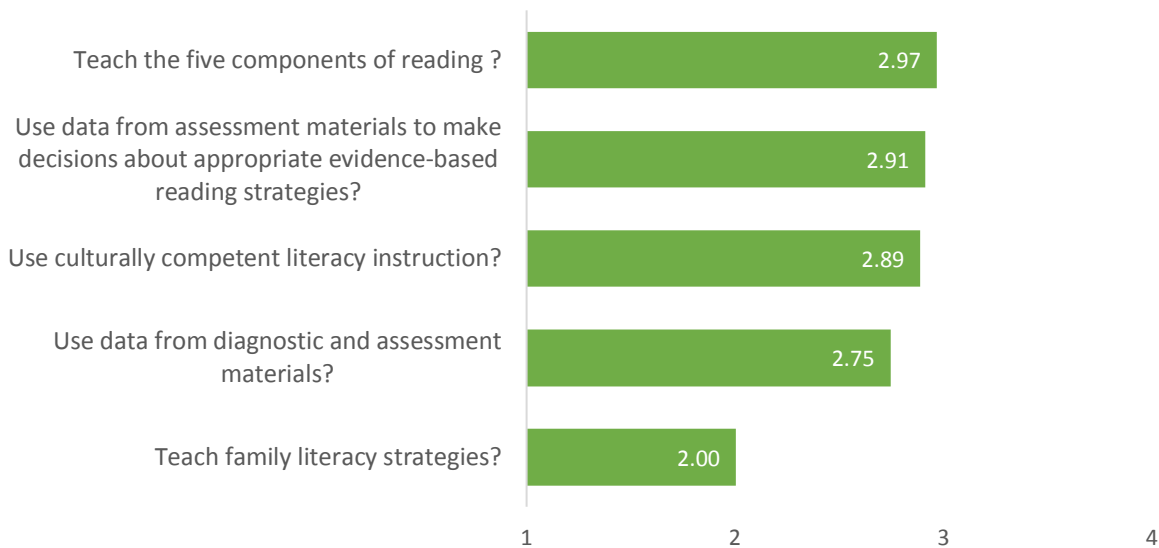 Teach the five components of reading ?
2.97
Use data from assessment materials to make
decisions about appropriate evidence-based
reading strategies?
2.91
Use culturally competent literacy instruction?
2.89
Use data from diagnostic and assessment
materials?
2.75
Teach family literacy strategies?
2.00
1 2 3 4